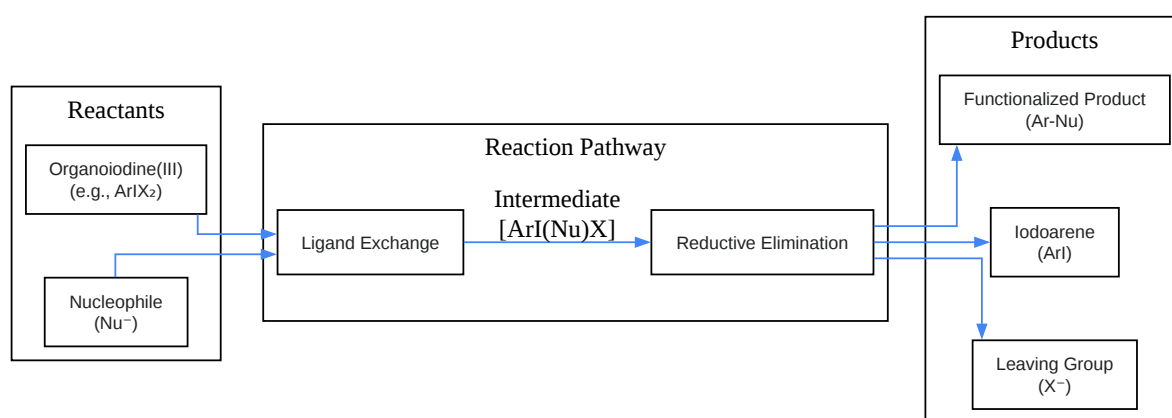 Reactants
Organoiodine(III)
(e.g., ArIX₂)
Nucleophile
(Nu⁻)
Reaction Pathway
Ligand Exchange
Intermediate
[ArI(Nu)X]
Reductive Elimination
Products
Functionalized Product
(Ar-Nu)
Iodoarene
(ArI)
Leaving Group
(X⁻)